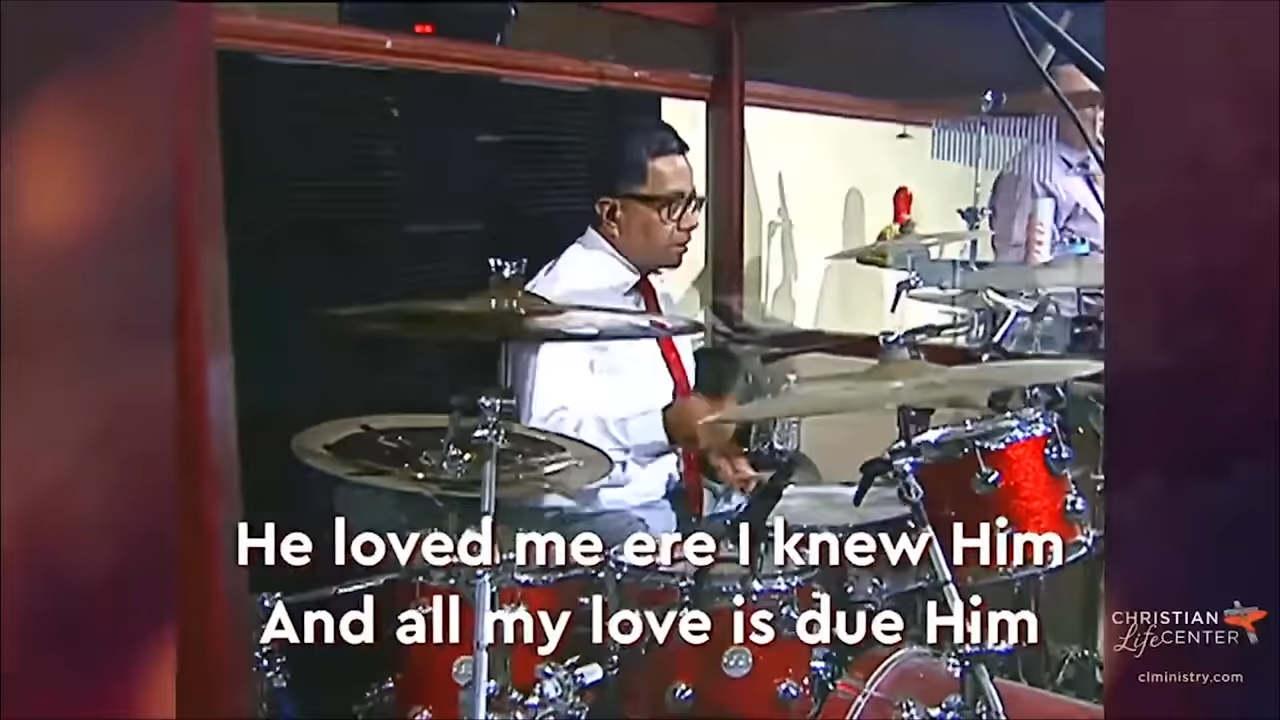 He loved me ere I knew Him
And all my love is due Him
CHRISTIAN
Life CENTER
clministry.com